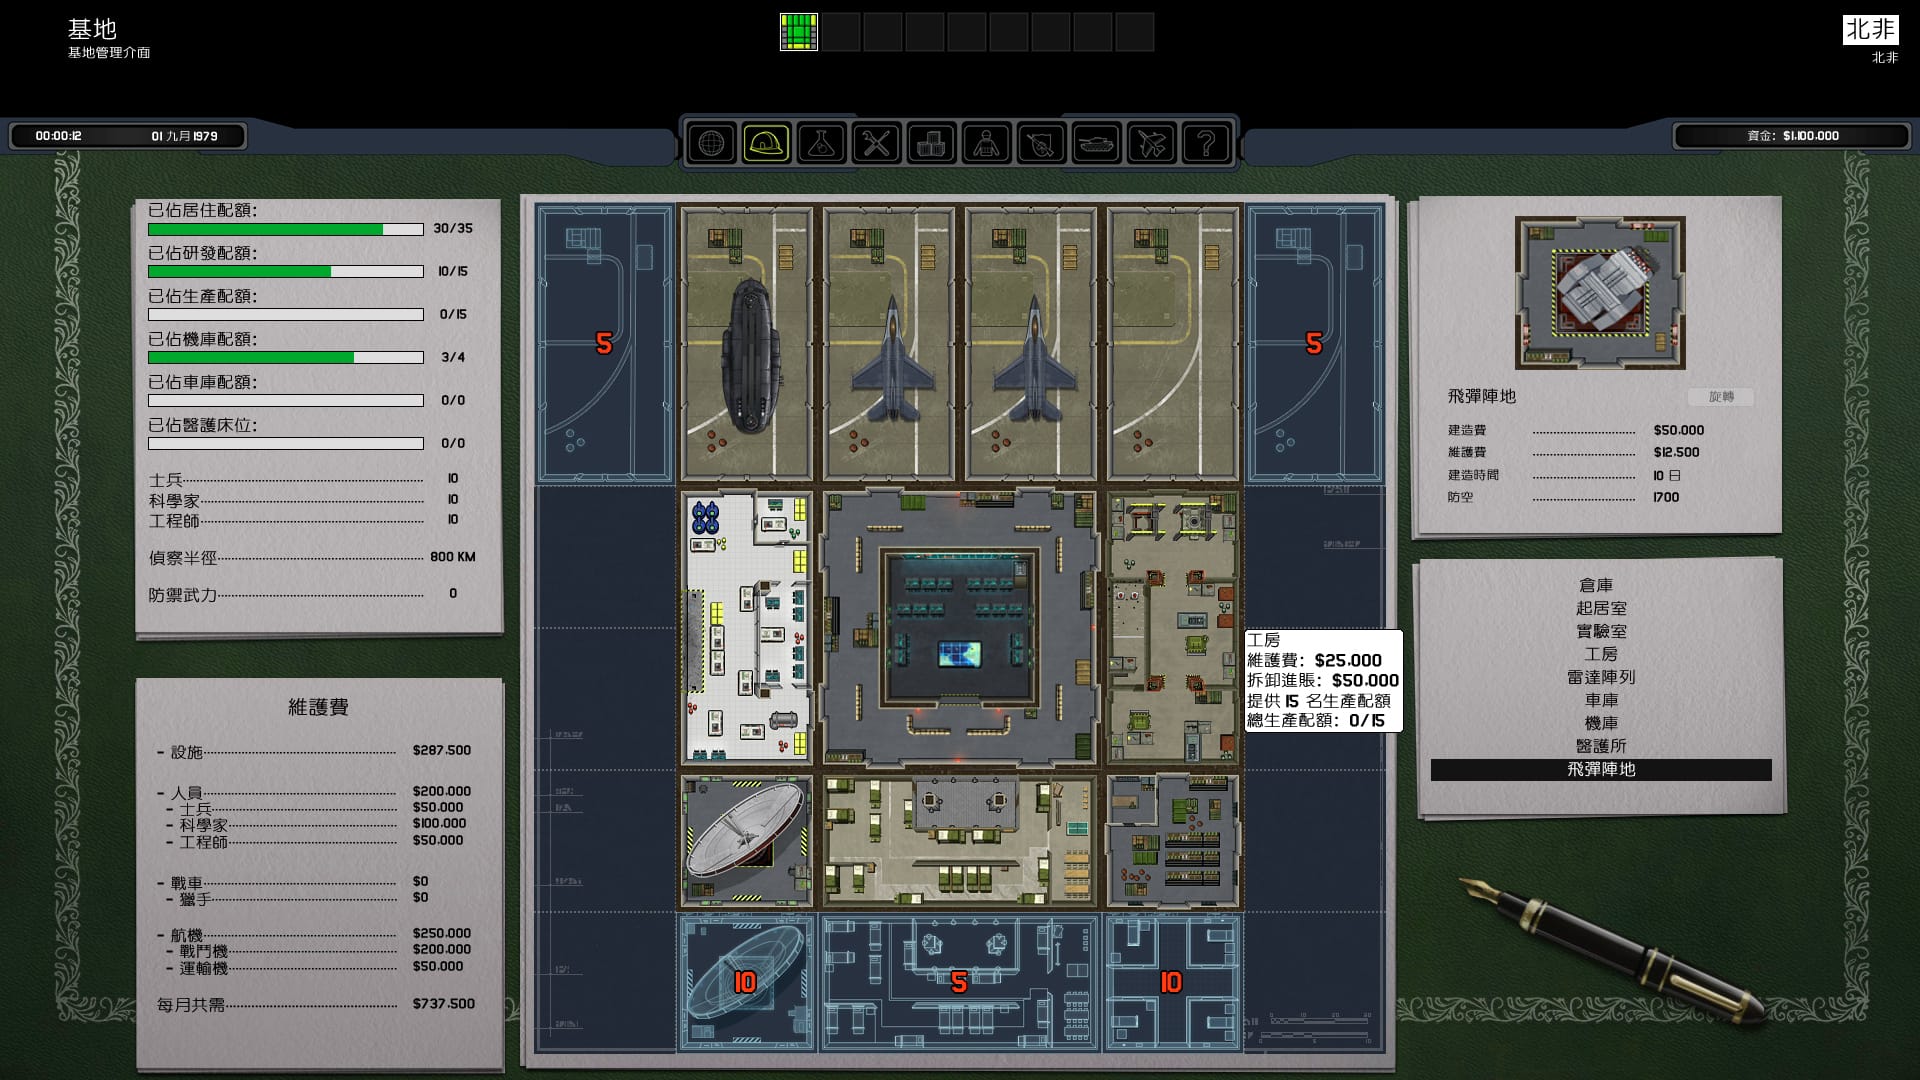 基地
基地管理介面
北非
北非
00:00:12
01 九月 1979
資金: $1.100.000
已佔居住配額:
30/35
已佔研發配額:
10/15
已佔生產配額:
0/15
已佔機庫配額:
3/4
已佔車庫配額:
0/0
已佔醫護床位:
0/0
士兵 10
科學家 10
工程師 10
偵察半徑 800 KM
防禦武力 0
維護費
- 設施 $287.500
- 人員 $200.000
- 士兵 $50.000
- 科學家 $100.000
- 工程師 $50.000
- 戰車 $0
- 獵手 $0
- 航機 $250.000
- 戰鬥機 $200.000
- 運輸機 $50.000
每月共需 $737.500
5
5
10
5
10
工房
維護費: $25.000
拆卸進賬: $50.000
提供 15 名生產配額
總生產配額: 0/15
飛彈陣地
旋轉
建造費 $50.000
維護費 $12.500
建造時間 10 日
防空 1700
倉庫
起居室
實驗室
工房
雷達陣列
車庫
機庫
醫護所
飛彈陣地